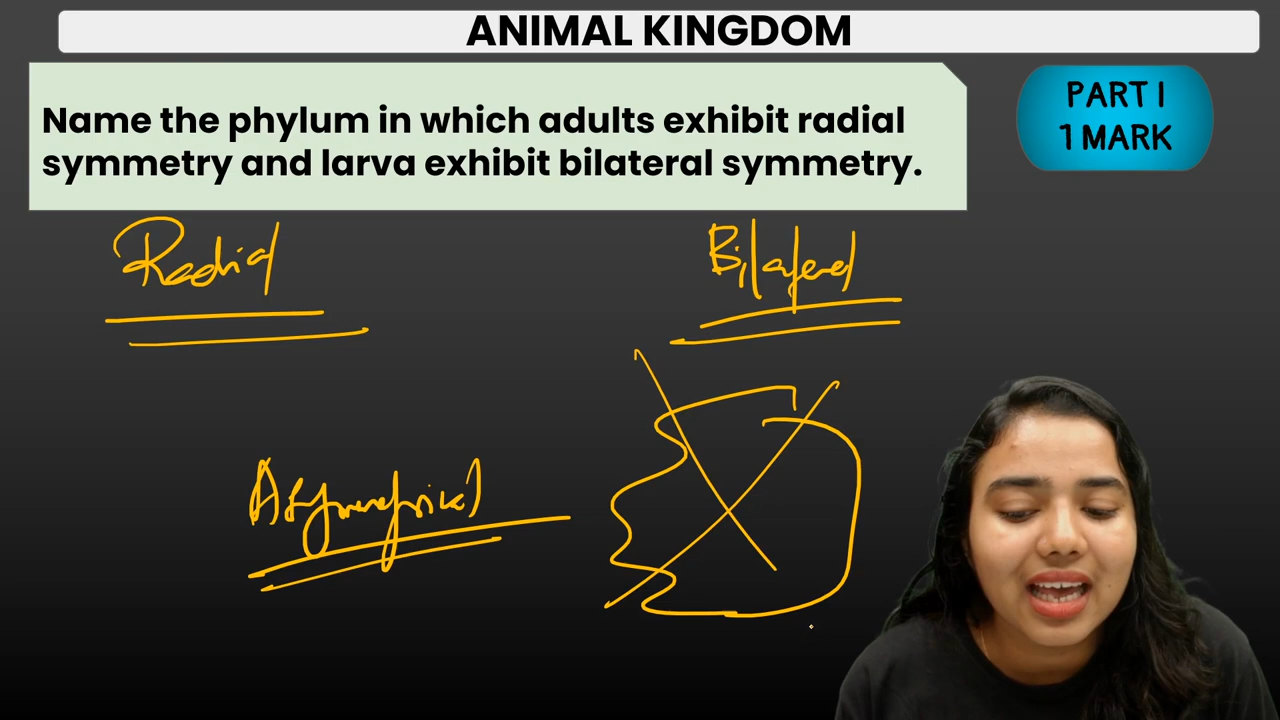 ANIMAL KINGDOM
Name the phylum in which adults exhibit radial
symmetry and larva exhibit bilateral symmetry.
PART I
1 MARK
Radial
Bilateral
Asymmetrical